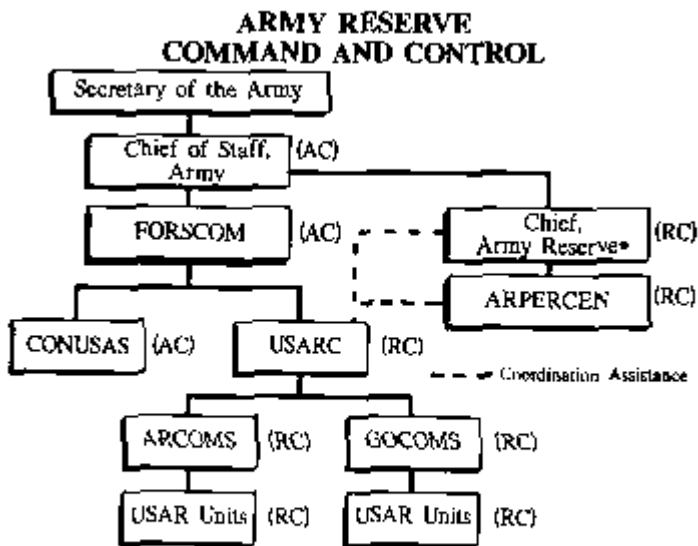 ARMY RESERVE
COMMAND AND CONTROL
Secretary of the Army
Chief of Staff,
Army
(AC)
FORSCOM
(AC)
Chief,
Army Reserve*
(RC)
ARPERCEN
(RC)
CONUSAS
(AC)
USARC
(RC)
Coordination Assistance
ARCOMS
(RC)
GOCOMS
(RC)
USAR Units
(RC)
USAR Units
(RC)